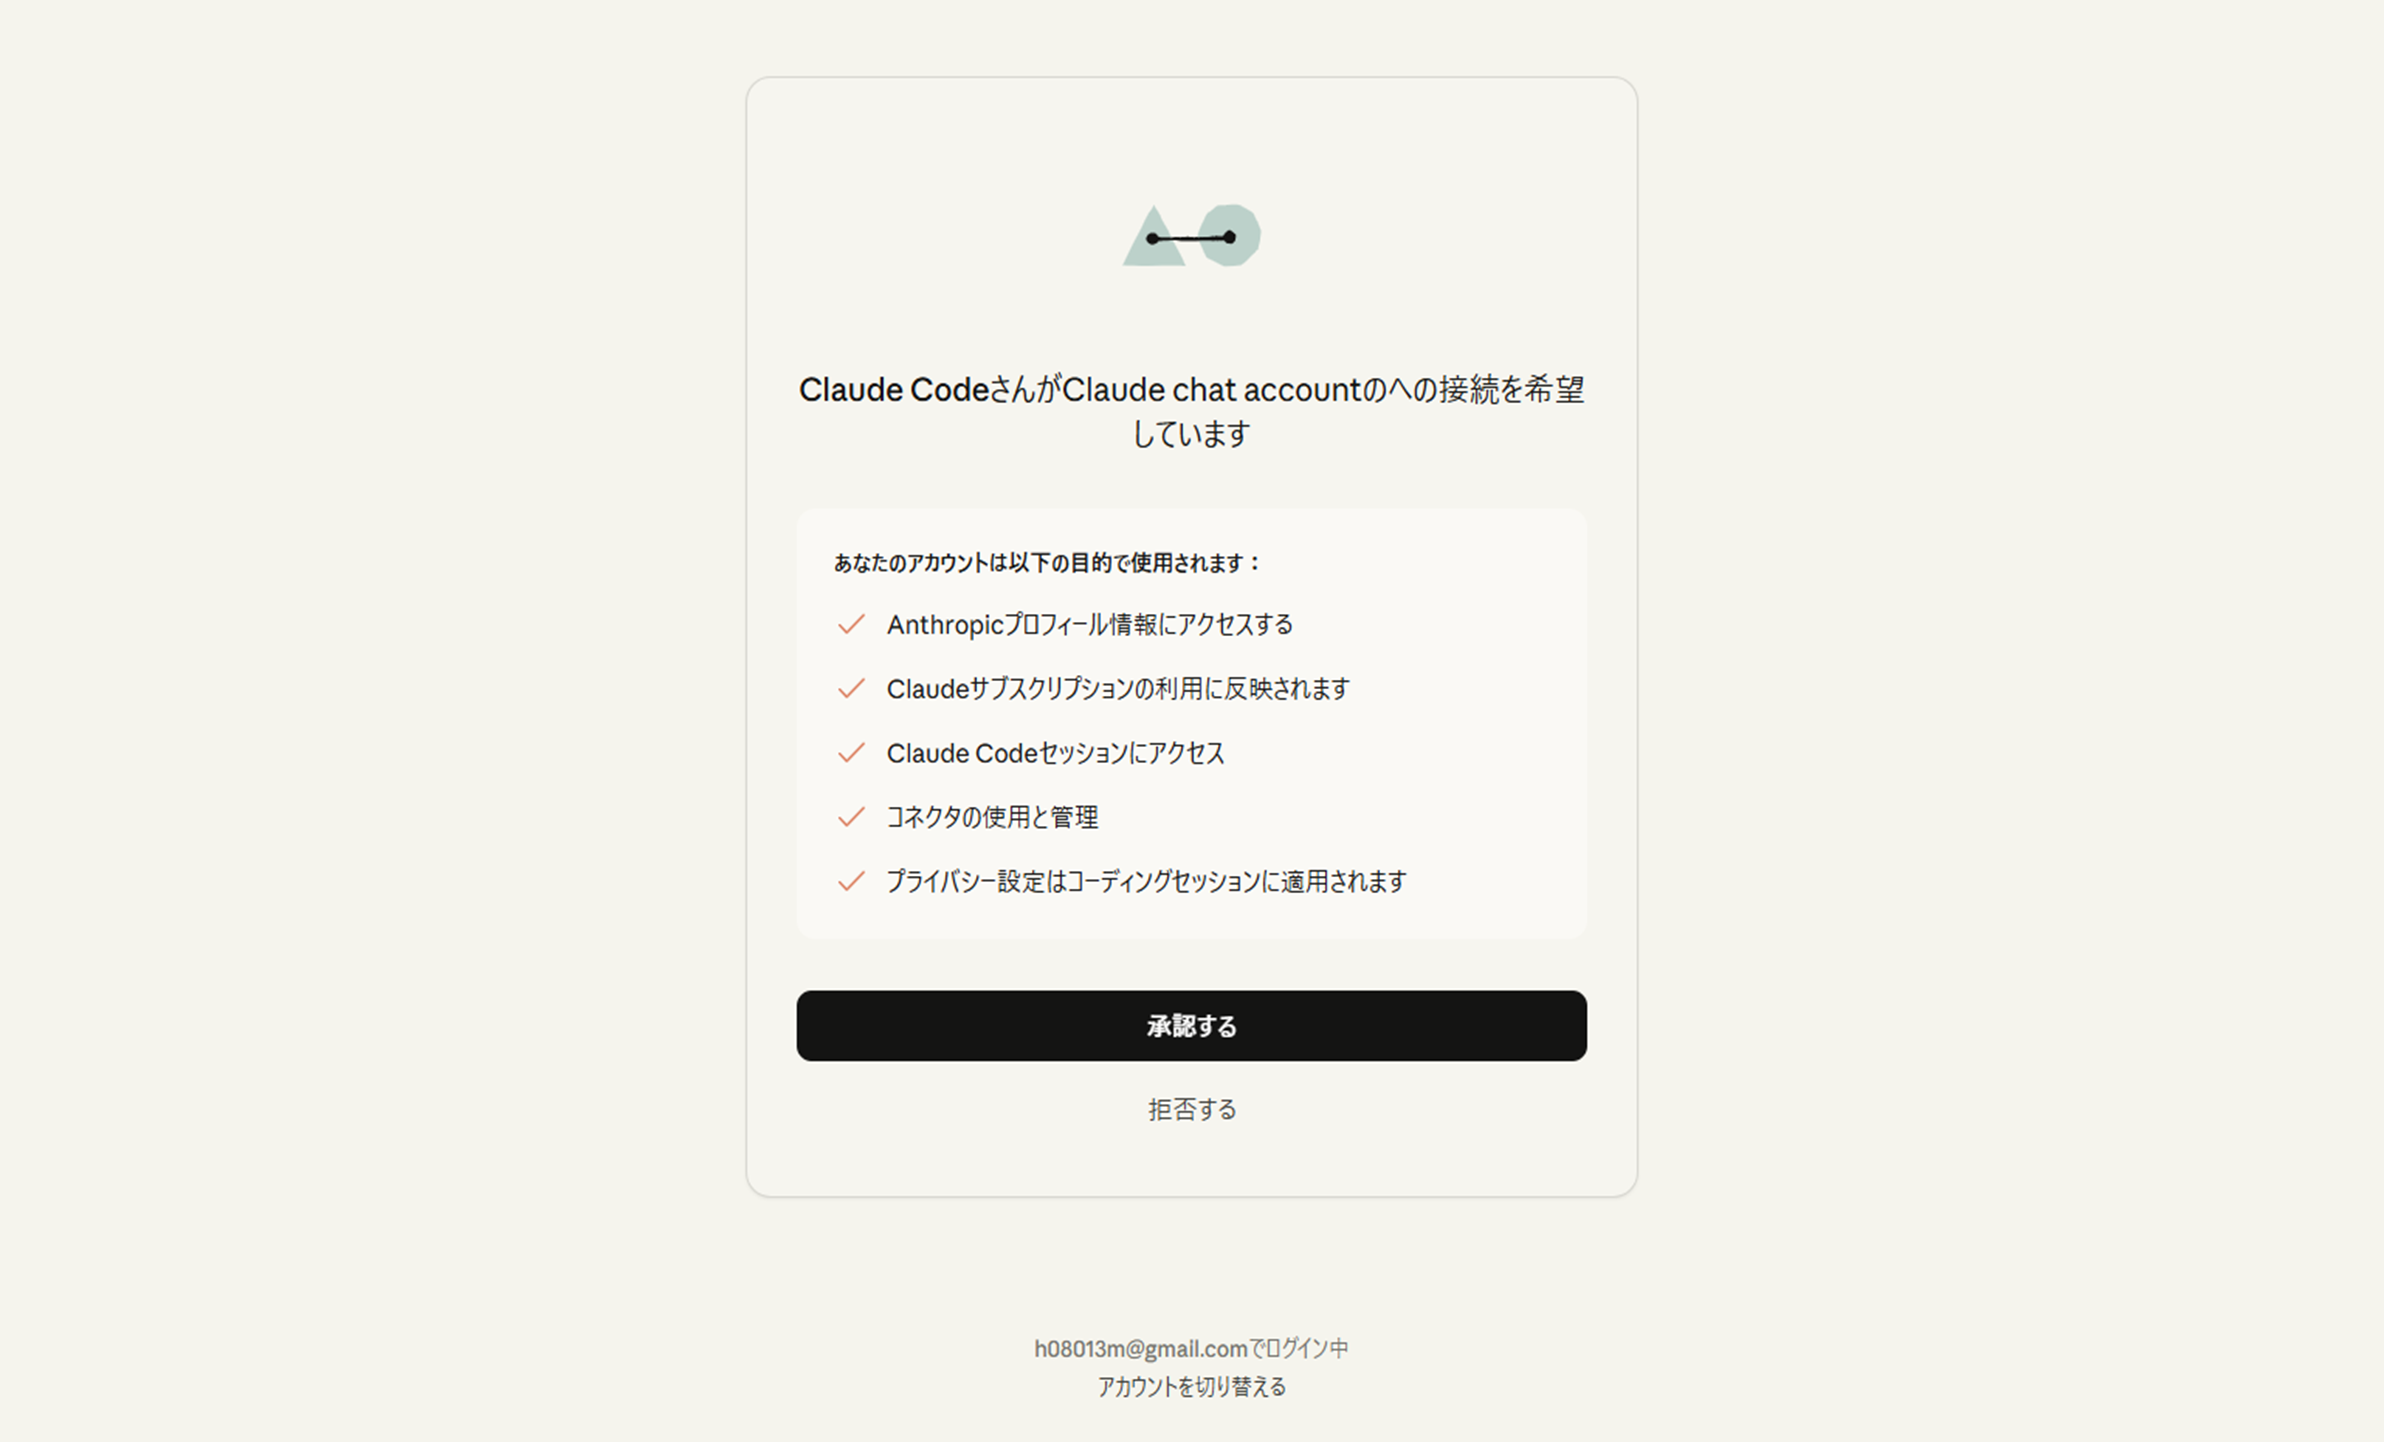 Claude CodeさんがClaude chat accountのへの接続を希望
しています
あなたのアカウントは以下の目的で使用されます：
Anthropicプロフィール情報にアクセスする
Claudeサブスクリプションの利用に反映されます
Claude Codeセッションにアクセス
コネクタの使用と管理
プライバシー設定はコーディングセッションに適用されます
承認する
拒否する
h08013m@gmail.comでログイン中
アカウントを切り替える